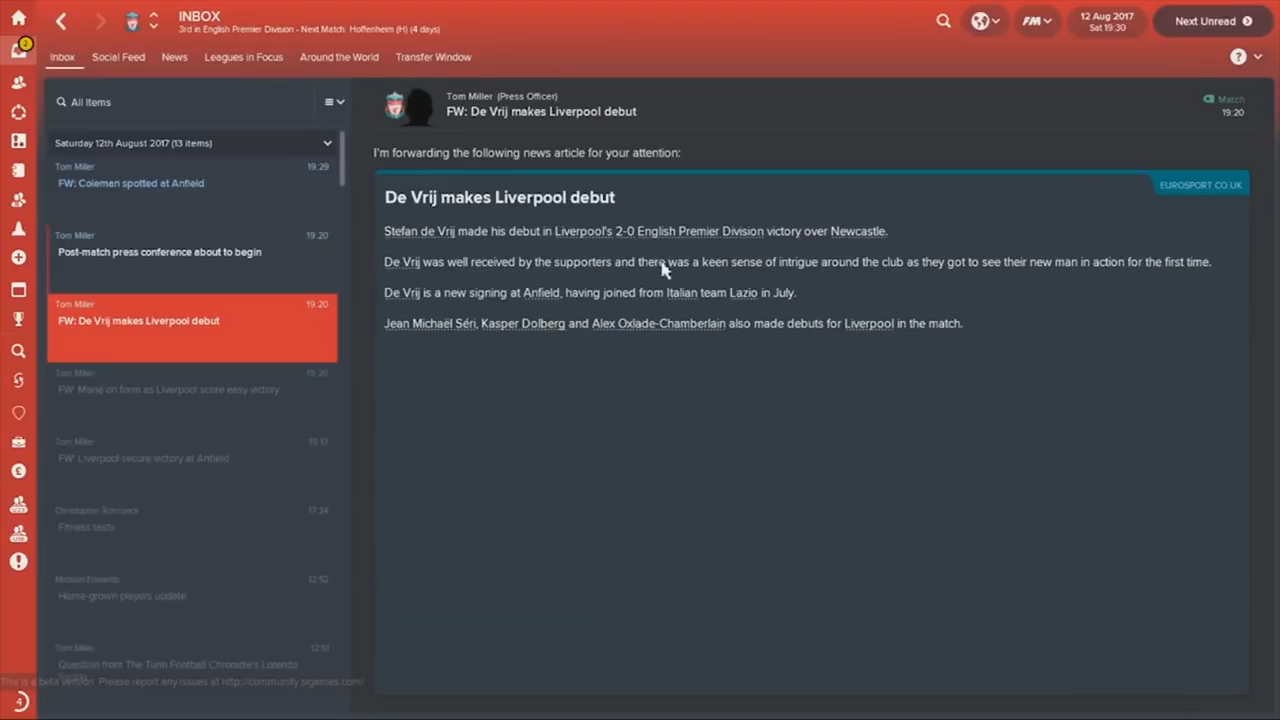 INBOX
3rd in English Premier Division - Next Match: Hoffenheim (H) (4 days)
FM
12 Aug 2017
Sat 19:30
Next Unread
2
Inbox
Social Feed
News
Leagues in Focus
Around the World
Transfer Window
?
All Items
Saturday 12th August 2017 (13 items)
Tom Miller 19:29
FW: Coleman spotted at Anfield
Tom Miller 19:20
Post-match press conference about to begin
Tom Miller 19:20
FW: De Vrij makes Liverpool debut
Tom Miller 19:20
FW: Mané on form as Liverpool score easy victory
Tom Miller
FW: Liverpool secure victory at Anfield
17:24
Fitness tests
Michael Edwards 12:52
Home-grown players update
Tom Miller 12:51
Question from The Turin Football Chronicle's Lorenzo
This is a beta version. Please report any issues at http://community.sigames.com/
4
Tom Miller (Press Officer)
FW: De Vrij makes Liverpool debut
Match
19:20
I'm forwarding the following news article for your attention:
EUROSPORT.CO.UK
De Vrij makes Liverpool debut
Stefan de Vrij made his debut in Liverpool's 2-0 English Premier Division victory over Newcastle.
De Vrij was well received by the supporters and there was a keen sense of intrigue around the club as they got to see their new man in action for the first time.
De Vrij is a new signing at Anfield, having joined from Italian team Lazio in July.
Jean Michaël Séri, Kasper Dolberg and Alex Oxlade-Chamberlain also made debuts for Liverpool in the match.